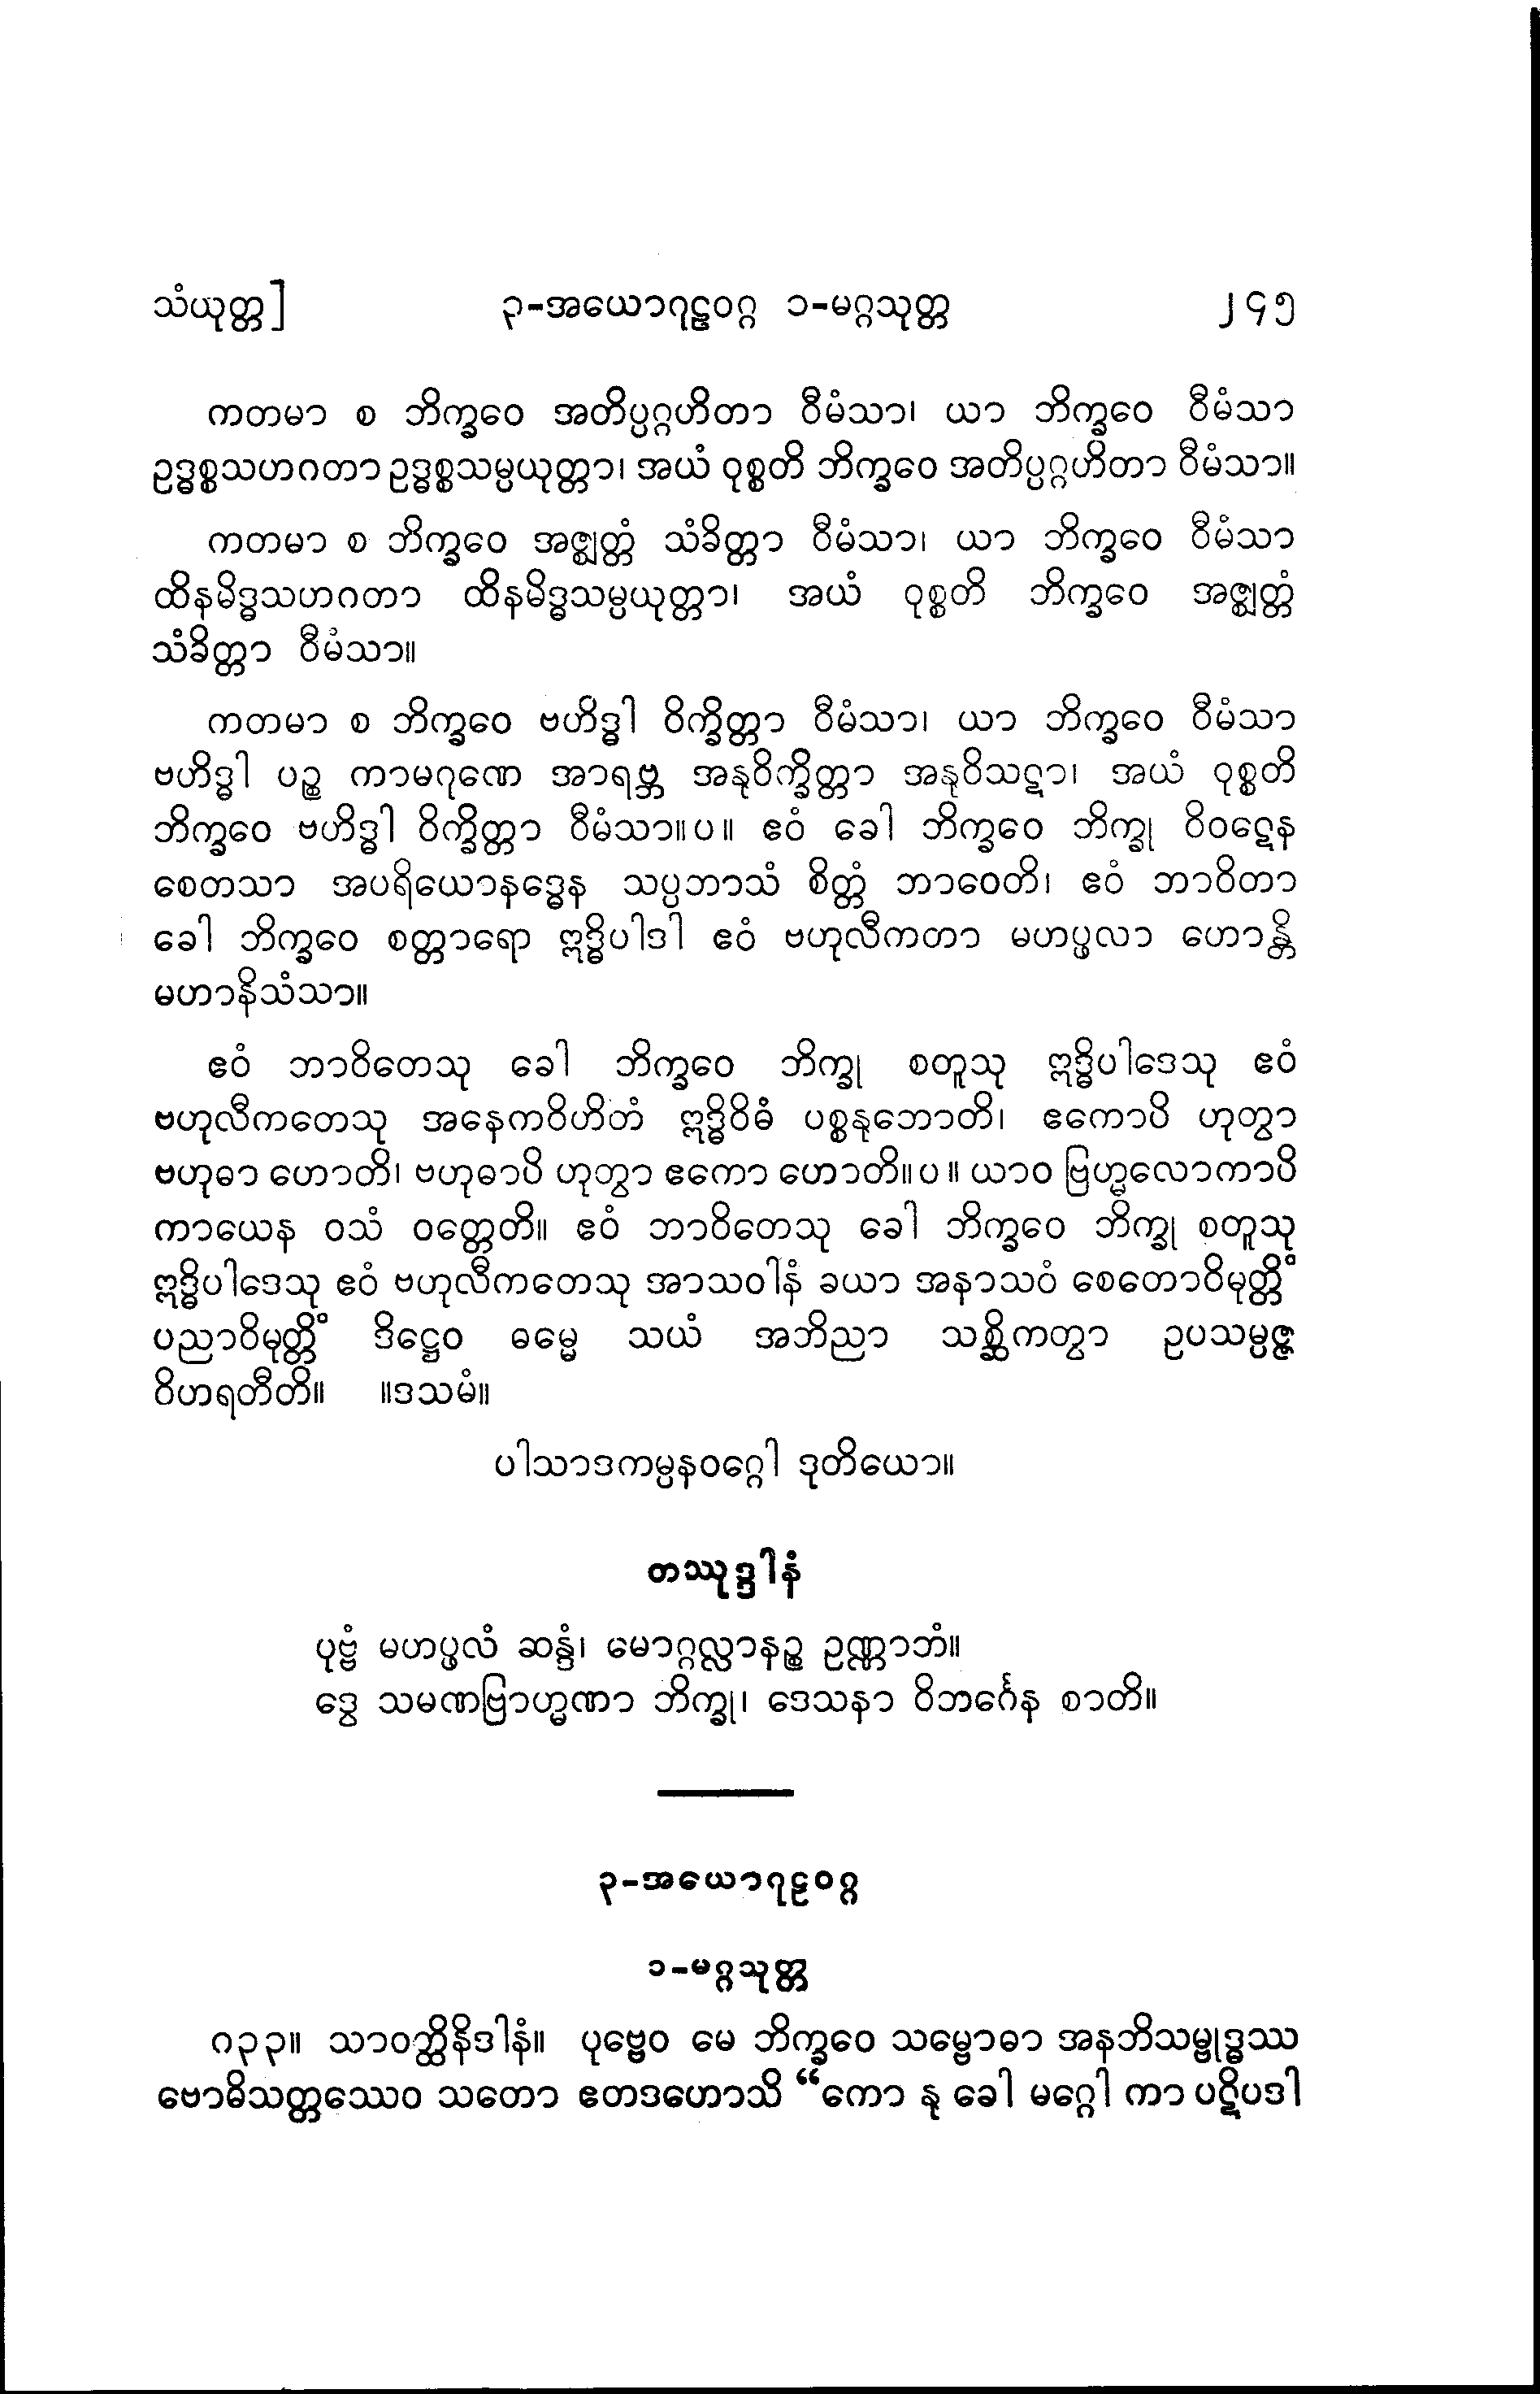 သံယုတ္တ] ၃-အယောဂုဠဝဂ္ဂ ၁-မဂ္ဂသုတ္တ ၂၄၅
ကတမာ စ ဘိက္ခဝေ အတိပ္ပဂ္ဂဟိတာ ဝီမံသာ၊ ယာ ဘိက္ခဝေ ဝီမံသာ
ဥဒ္ဓစ္စသဟဂတာ ဥဒ္ဓစ္စသမ္ပယုတ္တာ၊ အယံ ဝုစ္စတိ ဘိက္ခဝေ အတိပ္ပဂ္ဂဟိတာ ဝီမံသာ။
ကတမာ စ ဘိက္ခဝေ အဇ္ဈတ္တံ သံခိတ္တာ ဝီမံသာ၊ ယာ ဘိက္ခဝေ ဝီမံသာ
ထိနမိဒ္ဓသဟဂတာ ထိနမိဒ္ဓသမ္ပယုတ္တာ၊ အယံ ဝုစ္စတိ ဘိက္ခဝေ အဇ္ဈတ္တံ
သံခိတ္တာ ဝီမံသာ။
ကတမာ စ ဘိက္ခဝေ ဗဟိဒ္ဓါ ဝိက္ခိတ္တာ ဝီမံသာ၊ ယာ ဘိက္ခဝေ ဝီမံသာ
ဗဟိဒ္ဓါ ပဉ္စ ကာမဂုဏေ အာရဗ္ဘ အနုဝိက္ခိတ္တာ အနုဝိသဋာ၊ အယံ ဝုစ္စတိ
ဘိက္ခဝေ ဗဟိဒ္ဓါ ဝိက္ခိတ္တာ ဝီမံသာ။ပ။ ဧဝံ ခေါ ဘိက္ခဝေ ဘိက္ခု ဝိဝဋေန
စေတသာ အပရိယောနဒ္ဓေန သပ္ပဘာသံ စိတ္တံ ဘာဝေတိ၊ ဧဝံ ဘာဝိတာ
ခေါ ဘိက္ခဝေ စတ္တာရော ဣဒ္ဓိပါဒါ ဧဝံ ဗဟုလီကတာ မဟပ္ဖလာ ဟောန္တိ
မဟာနိသံသာ။
ဧဝံ ဘာဝိတေသု ခေါ ဘိက္ခဝေ ဘိက္ခု စတူသု ဣဒ္ဓိပါဒေသု ဧဝံ
ဗဟုလီကတေသု အနေကဝိဟိတံ ဣဒ္ဓိဝိဓံ ပစ္စနုဘောတိ၊ ဧကောပိ ဟုတွာ
ဗဟုဓာ ဟောတိ၊ ဗဟုဓာပိ ဟုတွာ ဧကော ဟောတိ။ပ။ ယာဝ ဗြဟ္မလောကာပိ
ကာယေန ဝသံ ဝတ္တေတိ။ ဧဝံ ဘာဝိတေသု ခေါ ဘိက္ခဝေ ဘိက္ခု စတူသု
ဣဒ္ဓိပါဒေသု ဧဝံ ဗဟုလီကတေသု အာသဝါနံ ခယာ အနာသဝံ စေတောဝိမုတ္တိံ
ပညာဝိမုတ္တိံ ဒိဋ္ဌေဝ ဓမ္မေ သယံ အဘိညာ သစ္ဆိကတွာ ဥပသမ္ပဇ္ဇ
ဝိဟရတီတိ။ ။ဒသမံ။
ပါသာဒကမ္ပနဝဂ္ဂေါ ဒုတိယော။
တဿုဒ္ဒါနံ
ပုဗ္ဗံ မဟပ္ဖလံ ဆန္ဒံ၊ မောဂ္ဂလ္လာနဉ္စ ဥဏ္ဏာဘံ။
ဒွေ သမဏဗြာဟ္မဏာ ဘိက္ခု၊ ဒေသနာ ဝိဘင်္ဂေန စာတိ။
၃-အယောဂုဠဝဂ္ဂ
၁-မဂ္ဂသုတ္တ
၈၃၃။ သာဝတ္ထိနိဒါနံ။ ပုဗ္ဗေဝ မေ ဘိက္ခဝေ သမ္ဗောဓာ အနဘိသမ္ဗုဒ္ဓဿ
ဗောဓိသတ္တဿေဝ သတော ဧတဒဟောသိ “ကော နု ခေါ မဂ္ဂေါ ကာ ပဋိပဒါ